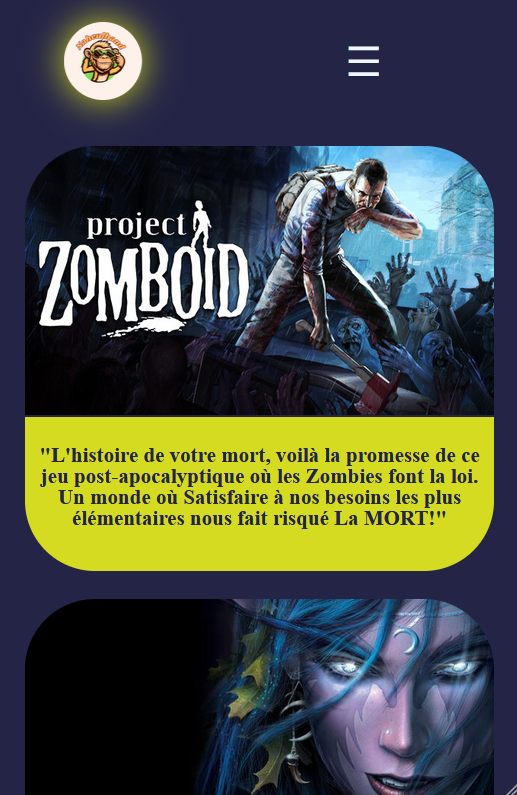 project
ZOMBOID
"L'histoire de votre mort, voilà la promesse de ce
jeu post-apocalyptique où les Zombies font la loi.
Un monde où Satisfaire à nos besoins les plus
élémentaires nous fait risqué La MORT!"